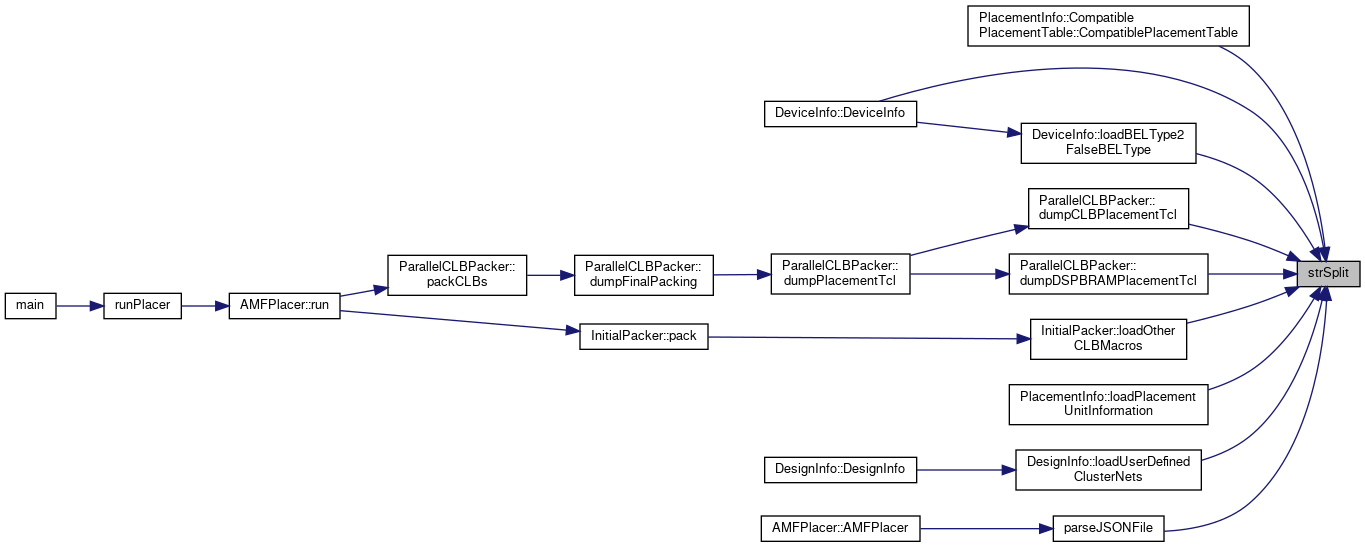 PlacementInfo::Compatible
PlacementTable::CompatiblePlacementTable
DeviceInfo::DeviceInfo
DeviceInfo::loadBELType2
FalseBELType
ParallelCLBPacker::
dumpCLBPlacementTcl
strSplit
ParallelCLBPacker::
packCLBs
ParallelCLBPacker::
dumpFinalPacking
ParallelCLBPacker::
dumpPlacementTcl
ParallelCLBPacker::
dumpDSPBRAMPlacementTcl
main
runPlacer
AMFPlacer::run
InitialPacker::pack
InitialPacker::loadOther
CLBMacros
PlacementInfo::loadPlacement
UnitInformation
DesignInfo::DesignInfo
DesignInfo::loadUserDefined
ClusterNets
AMFPlacer::AMFPlacer
parseJSONFile